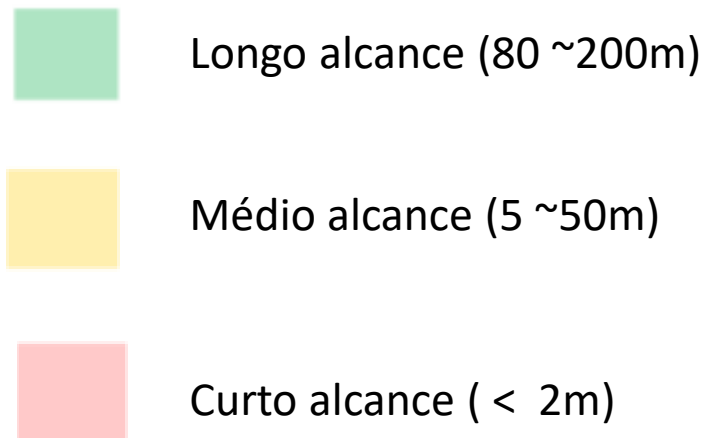 Longo alcance (80 ~200m)
Médio alcance (5 ~50m)
Curto alcance ( <  2m)